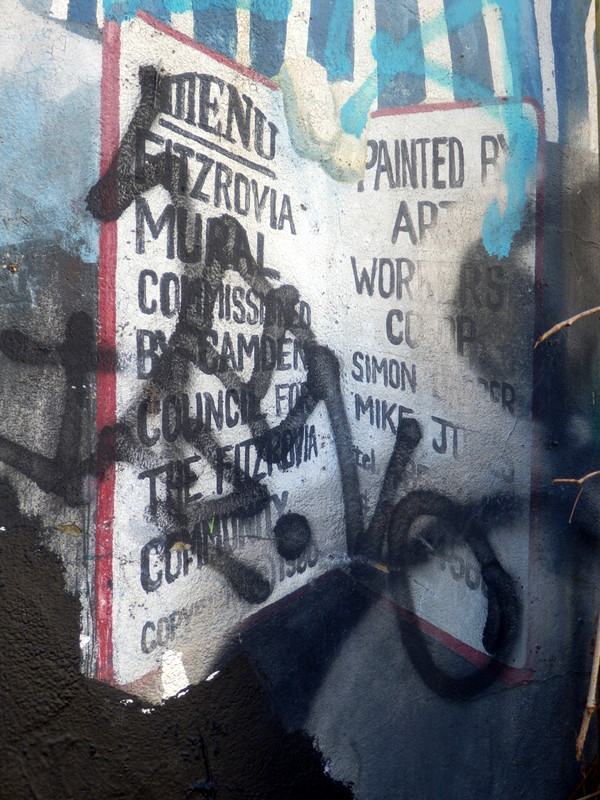 MENU
FITZROVIA
MURAL
COMMISSIONED
BY CAMDEN
COUNCIL FOR
THE FITZROVIA
COMMUNITY
PAINTED BY
ART
WORKERS
CO OP
SIMON
MIKE
tel